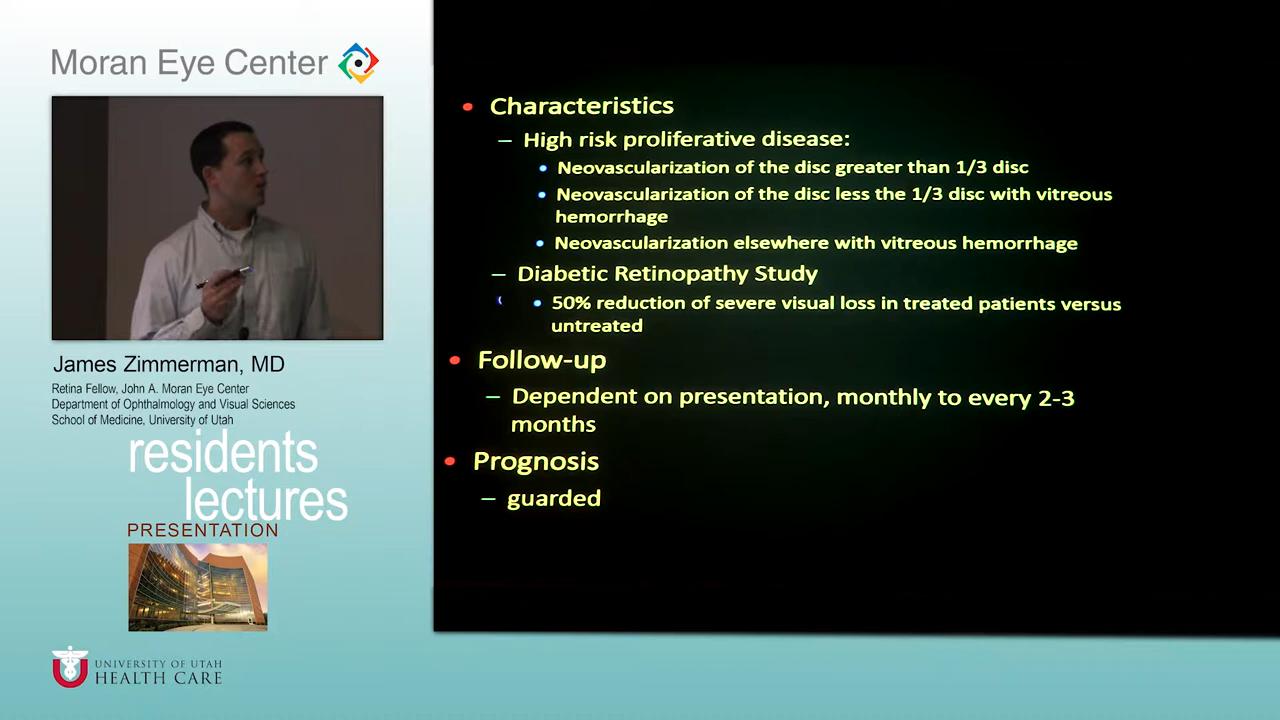 Moran Eye Center
James Zimmerman, MD
Retina Fellow, John A. Moran Eye Center
Department of Ophthalmology and Visual Sciences
School of Medicine, University of Utah
residents
lectures
PRESENTATION
UNIVERSITY OF UTAH
HEALTH CARE
• Characteristics
– High risk proliferative disease:
• Neovascularization of the disc greater than 1/3 disc
• Neovascularization of the disc less the 1/3 disc with vitreous
hemorrhage
• Neovascularization elsewhere with vitreous hemorrhage
– Diabetic Retinopathy Study
• 50% reduction of severe visual loss in treated patients versus
untreated
• Follow-up
– Dependent on presentation, monthly to every 2-3
months
• Prognosis
– guarded